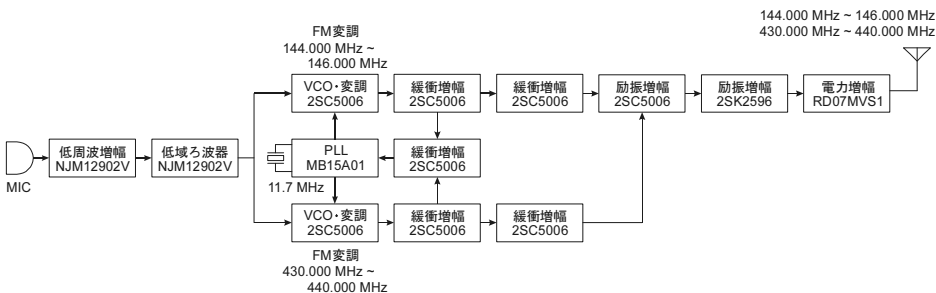 144.000 MHz ~ 146.000 MHz
430.000 MHz ~ 440.000 MHz
FM変調
144.000 MHz ~
146.000 MHz
VCO・変調
2SC5006
緩衝増幅
2SC5006
緩衝増幅
2SC5006
励振増幅
2SC5006
励振増幅
2SK2596
電力増幅
RD07MVS1
MIC
低周波増幅
NJM12902V
低域ろ波器
NJM12902V
11.7 MHz
PLL
MB15A01
緩衝増幅
2SC5006
VCO・変調
2SC5006
緩衝増幅
2SC5006
緩衝増幅
2SC5006
FM変調
430.000 MHz ~
440.000 MHz